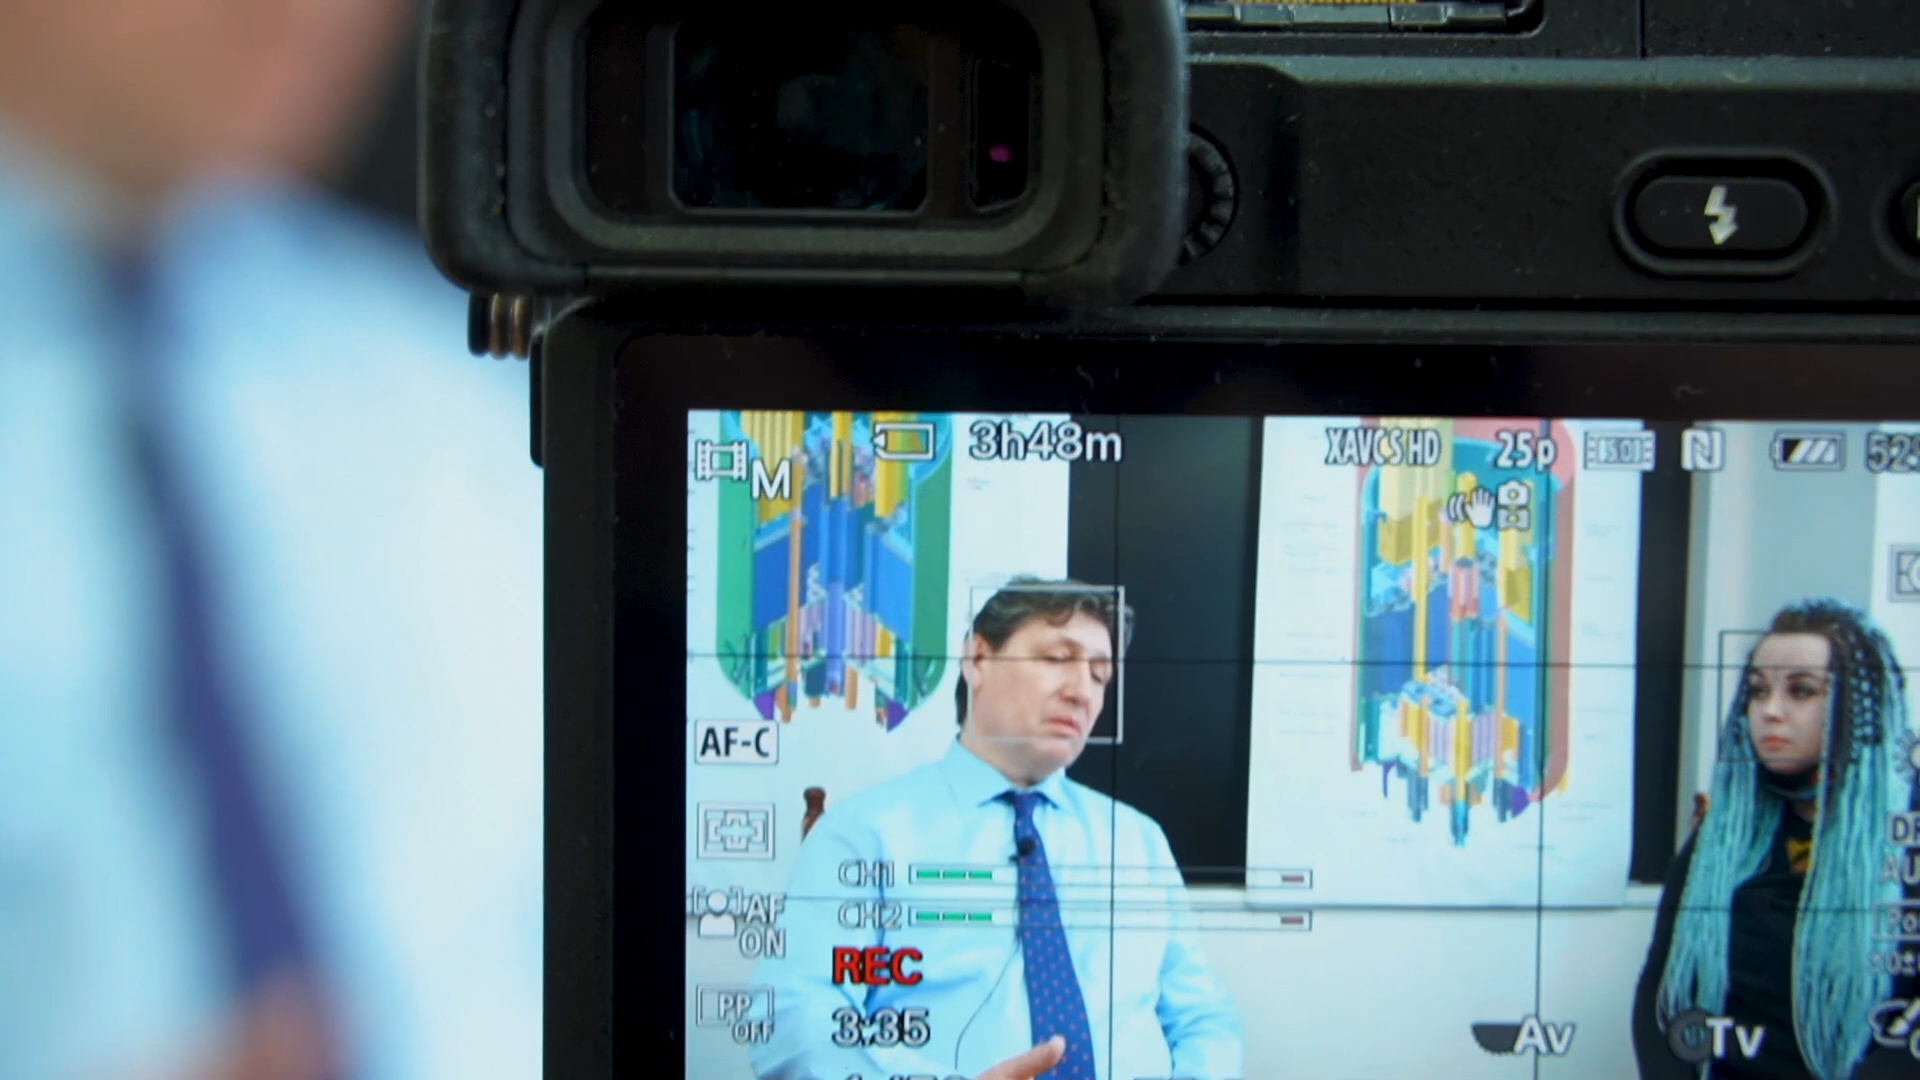 M
3h48m
XAVC S HD
25p
AF-C
CH1
CH2
AF
ON
REC
PP
OFF
3:35
Av
Tv